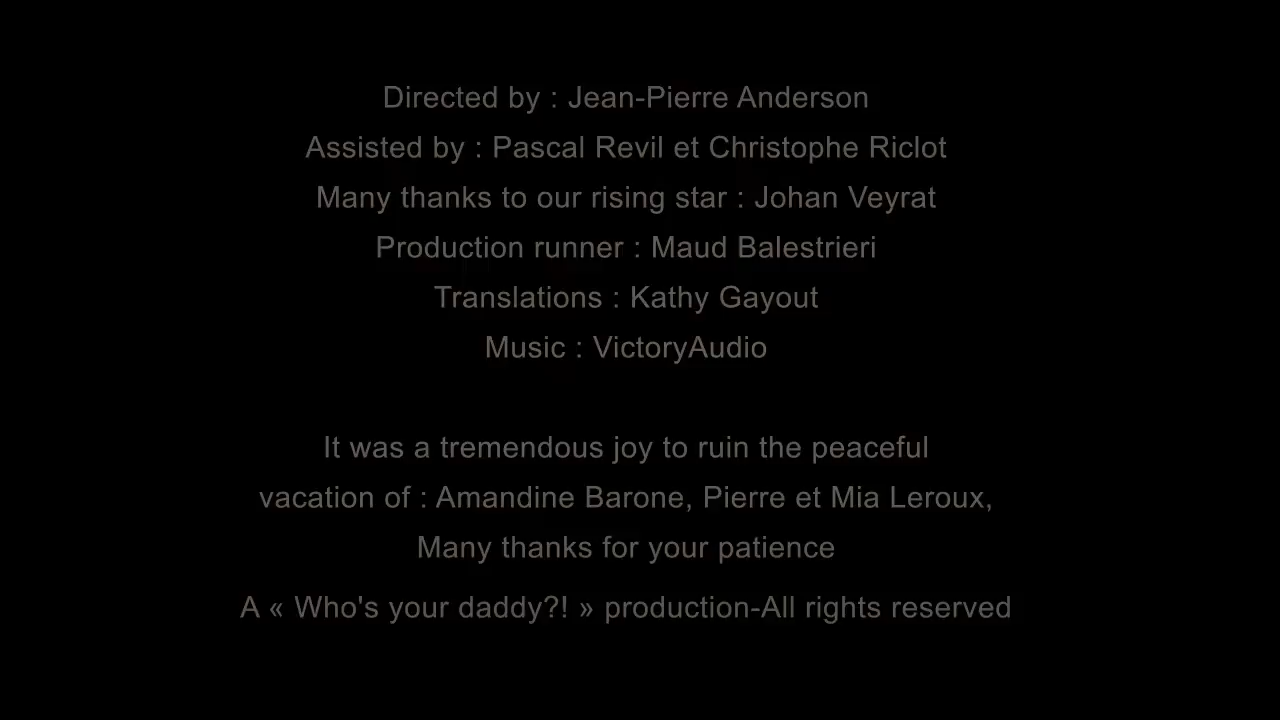 Directed by : Jean-Pierre Anderson
Assisted by : Pascal Revil et Christophe Riclot
Many thanks to our rising star : Johan Veyrat
Production runner : Maud Balestrieri
Translations : Kathy Gayout
Music : VictoryAudio
It was a tremendous joy to ruin the peaceful
vacation of : Amandine Barone, Pierre et Mia Leroux,
Many thanks for your patience
A « Who's your daddy?! » production-All rights reserved